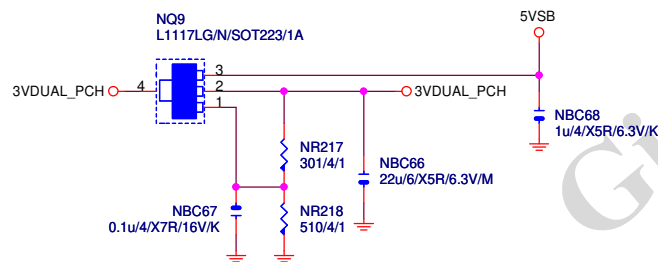 NQ9
L1117LG/N/SOT223/1A
5VSB
3VDUAL_PCH
4
3
2
1
3VDUAL_PCH
NBC68
1u/4/X5R/6.3V/K
NR217
301/4/1
NBC66
22u/6/X5R/6.3V/M
NBC67
0.1u/4/X7R/16V/K
NR218
510/4/1